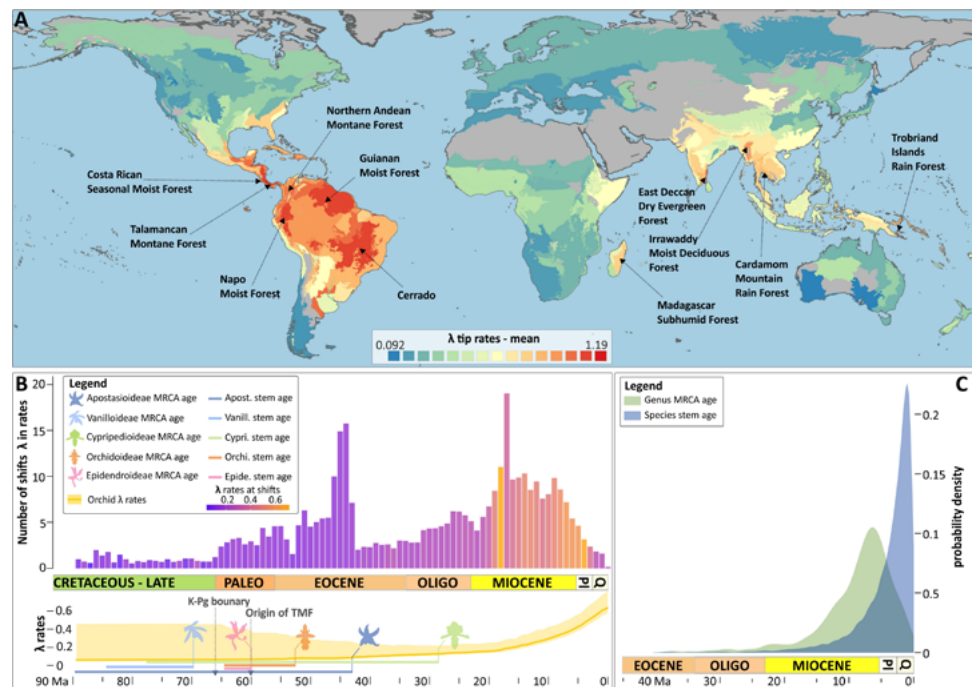 A
Northern Andean
Montane Forest
Guianan
Moist Forest
Costa Rican
Seasonal Moist Forest
Talamancan
Montane Forest
Napo
Moist Forest
Cerrado
East Deccan
Dry Evergreen
Forest
Irrawaddy
Moist Deciduous
Forest
Madagascar
Subhumid Forest
Cardamom
Mountain
Rain Forest
Trobriand
Islands
Rain Forest
λ tip rates - mean
0.092
1.19
B
Number of shifts λ in rates
20
15
10
5
0
Legend
Apostasioideae MRCA age
Vanilloideae MRCA age
Cypripedioideae MRCA age
Orchidoideae MRCA age
Epidendroideae MRCA age
Orchid λ rates
Apost. stem age
Vanill. stem age
Cypri. stem age
Orchi. stem age
Epide. stem age
λ rates at shifts
0.2 0.4 0.6
CRETACEOUS - LATE PALEO EOCENE OLIGO MIOCENE Pl Q
K-Pg bounary
Origin of TMF
λ rates
0.6
0.4
0.2
0
90 Ma 80 70 60 50 40 30 20 10 0
C
Legend
Genus MRCA age
Species stem age
probability density
0.2
0.15
0.1
0.05
0
EOCENE OLIGO MIOCENE Pl Q
40 Ma 30 20 10 0